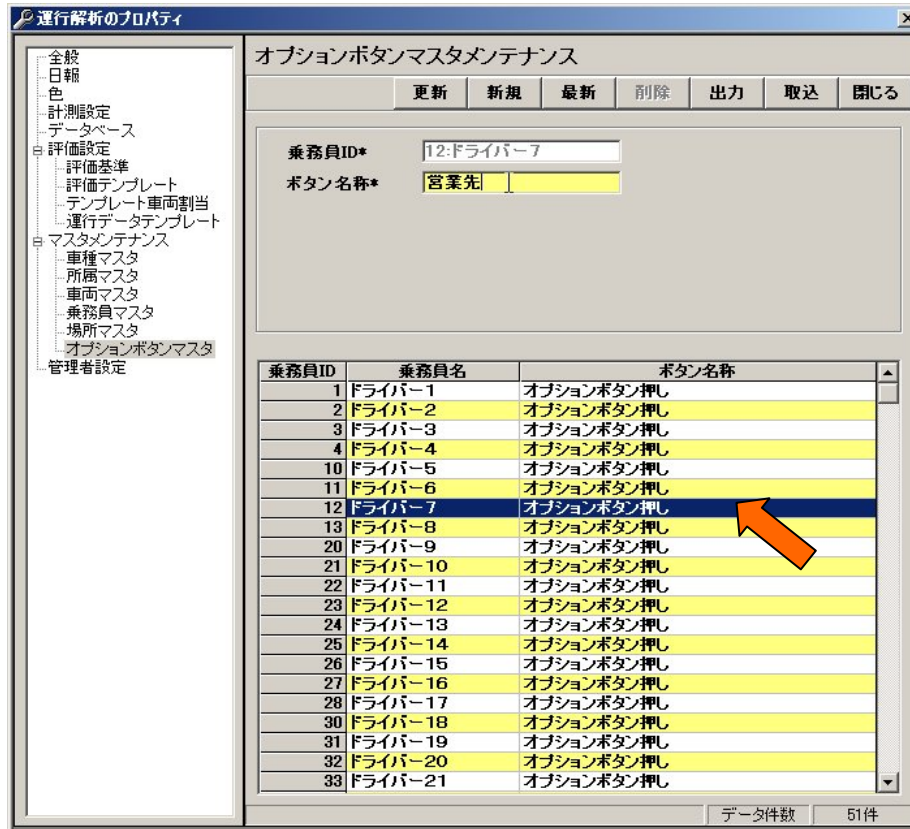 運行解析のプロパティ
全般
日報
色
計測設定
データベース
評価設定
評価基準
評価テンプレート
テンプレート車両割当
運行データテンプレート
マスタメンテナンス
車種マスタ
所属マスタ
車両マスタ
乗務員マスタ
場所マスタ
オプションボタンマスタ
管理者設定
オプションボタンマスタメンテナンス
更新 新規 最新 削除 出力 取込 閉じる
乗務員ID* 12:ドライバー7
ボタン名称* 営業先
乗務員ID 乗務員名 ボタン名称
1 ドライバー1 オプションボタン押し
2 ドライバー2 オプションボタン押し
3 ドライバー3 オプションボタン押し
4 ドライバー4 オプションボタン押し
10 ドライバー5 オプションボタン押し
11 ドライバー6 オプションボタン押し
12 ドライバー7 オプションボタン押し
13 ドライバー8 オプションボタン押し
20 ドライバー9 オプションボタン押し
21 ドライバー10 オプションボタン押し
22 ドライバー11 オプションボタン押し
23 ドライバー12 オプションボタン押し
24 ドライバー13 オプションボタン押し
25 ドライバー14 オプションボタン押し
26 ドライバー15 オプションボタン押し
27 ドライバー16 オプションボタン押し
28 ドライバー17 オプションボタン押し
30 ドライバー18 オプションボタン押し
31 ドライバー19 オプションボタン押し
32 ドライバー20 オプションボタン押し
33 ドライバー21 オプションボタン押し
データ件数 51件